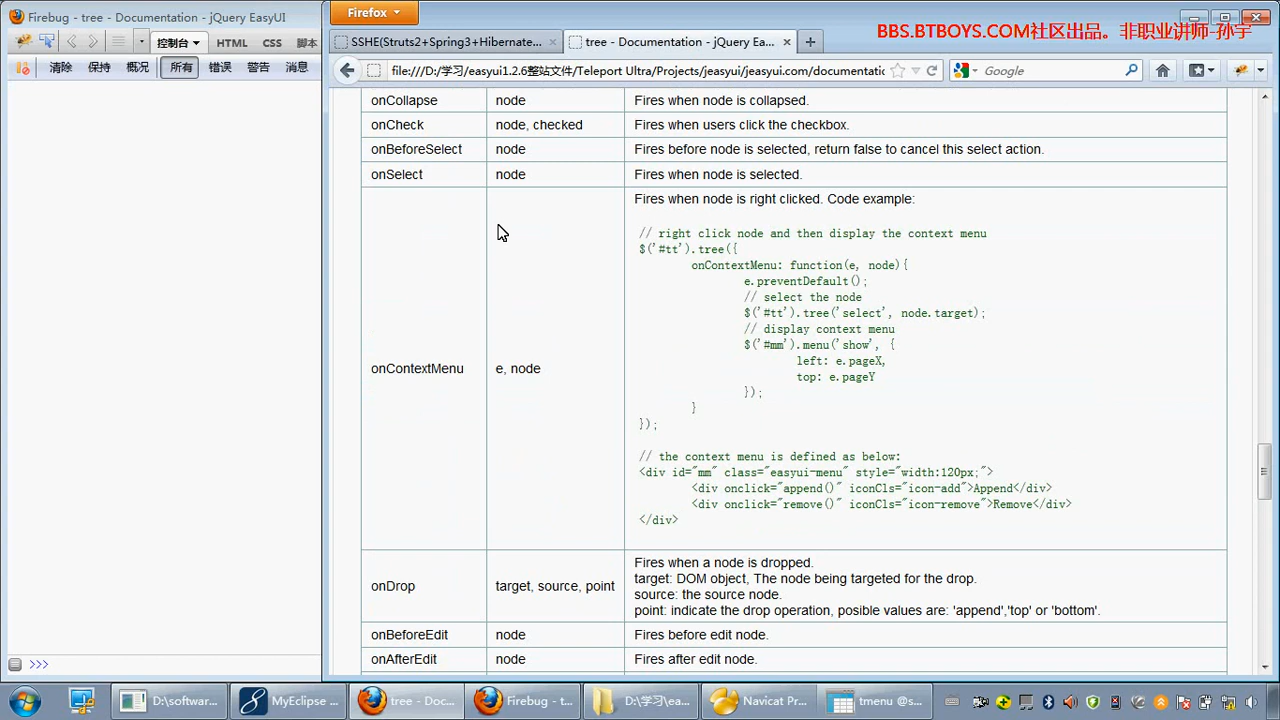 Firebug - tree - Documentation - jQuery EasyUI
Firefox
BBS.BTBOYS.COM社区出品。非职业讲师-孙宇
控制台
HTML
CSS
脚本
清除
保持
概况
所有
错误
警告
消息
SSHE(Struts2+Spring3+Hibernate...
tree - Documentation - jQuery Ea...
file:///D:/学习/easyui1.2.6整站文件/Teleport Ultra/Projects/jeasyui/jeasyui.com/documentatic
Google
onCollapse node Fires when node is collapsed.
onCheck node, checked Fires when users click the checkbox.
onBeforeSelect node Fires before node is selected, return false to cancel this select action.
onSelect node Fires when node is selected.
Fires when node is right clicked. Code example:
// right click node and then display the context menu
$('#tt').tree({
onContextMenu: function(e, node){
e.preventDefault();
// select the node
$('#tt').tree('select', node.target);
// display context menu
$('#mm').menu('show', {
left: e.pageX,
onContextMenu e, node
top: e.pageY
});
}
});
// the context menu is defined as below:
<div id="mm" class="easyui-menu" style="width:120px;">
<div onclick="append()" iconCls="icon-add">Append</div>
<div onclick="remove()" iconCls="icon-remove">Remove</div>
</div>
Fires when a node is dropped.
target: DOM object, The node being targeted for the drop.
onDrop target, source, point
source: the source node.
point: indicate the drop operation, posible values are: 'append','top' or 'bottom'.
onBeforeEdit node Fires before edit node.
onAfterEdit node Fires after edit node.
>>>
D:\softwar...
MyEclipse ...
tree - Doc...
Firebug - t...
D:\学习\ea...
Navicat Pr...
tmenu @s...